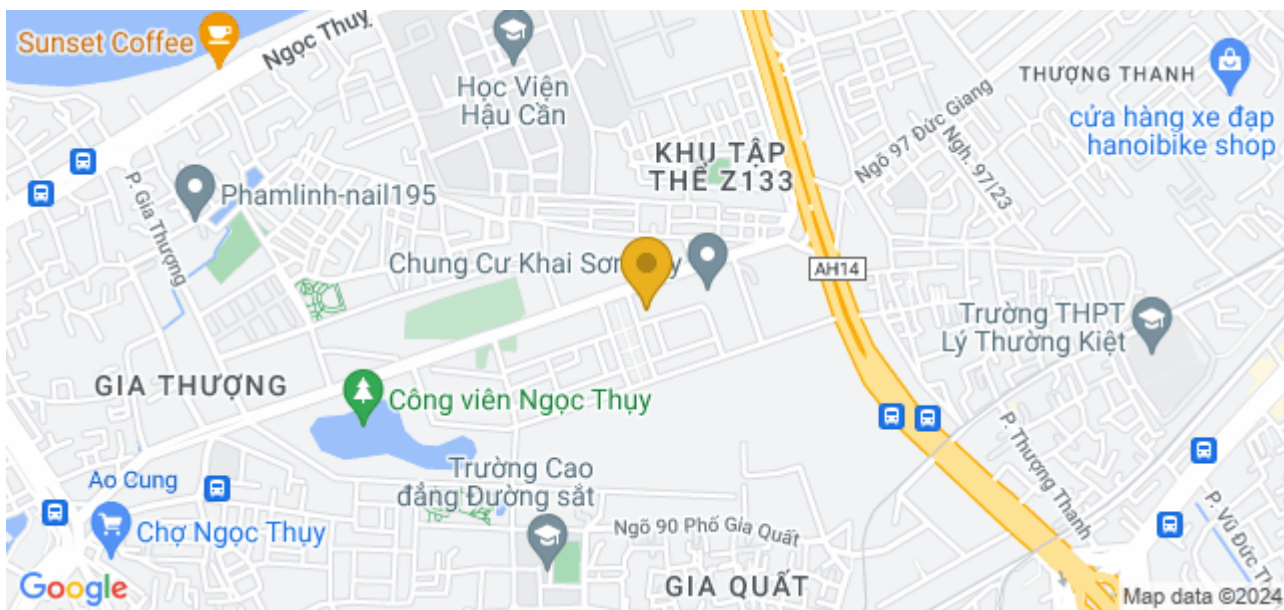 Sunset Coffee
Ngọc Thuỵ
Học Viện
Hậu Cần
THƯỢNG THANH
cửa hàng xe đạp
hanoibike shop
KHU TẬP
THỂ Z133
Ngõ 97 Đức Giang
Ngh. 97/23
Phamlinh-nail195
P. Gia Thượng
Chung Cư Khai Sơn
y
AH14
Trường THPT
Lý Thường Kiệt
GIA THƯỢNG
Công viên Ngọc Thụy
P. Thượng Thanh
Ao Cung
Trường Cao
đẳng Đường sắt
Chợ Ngọc Thụy
Ngõ 90 Phố Gia Quất
P. Vũ Đức Th
GIA QUẤT
Google
Map data ©2024